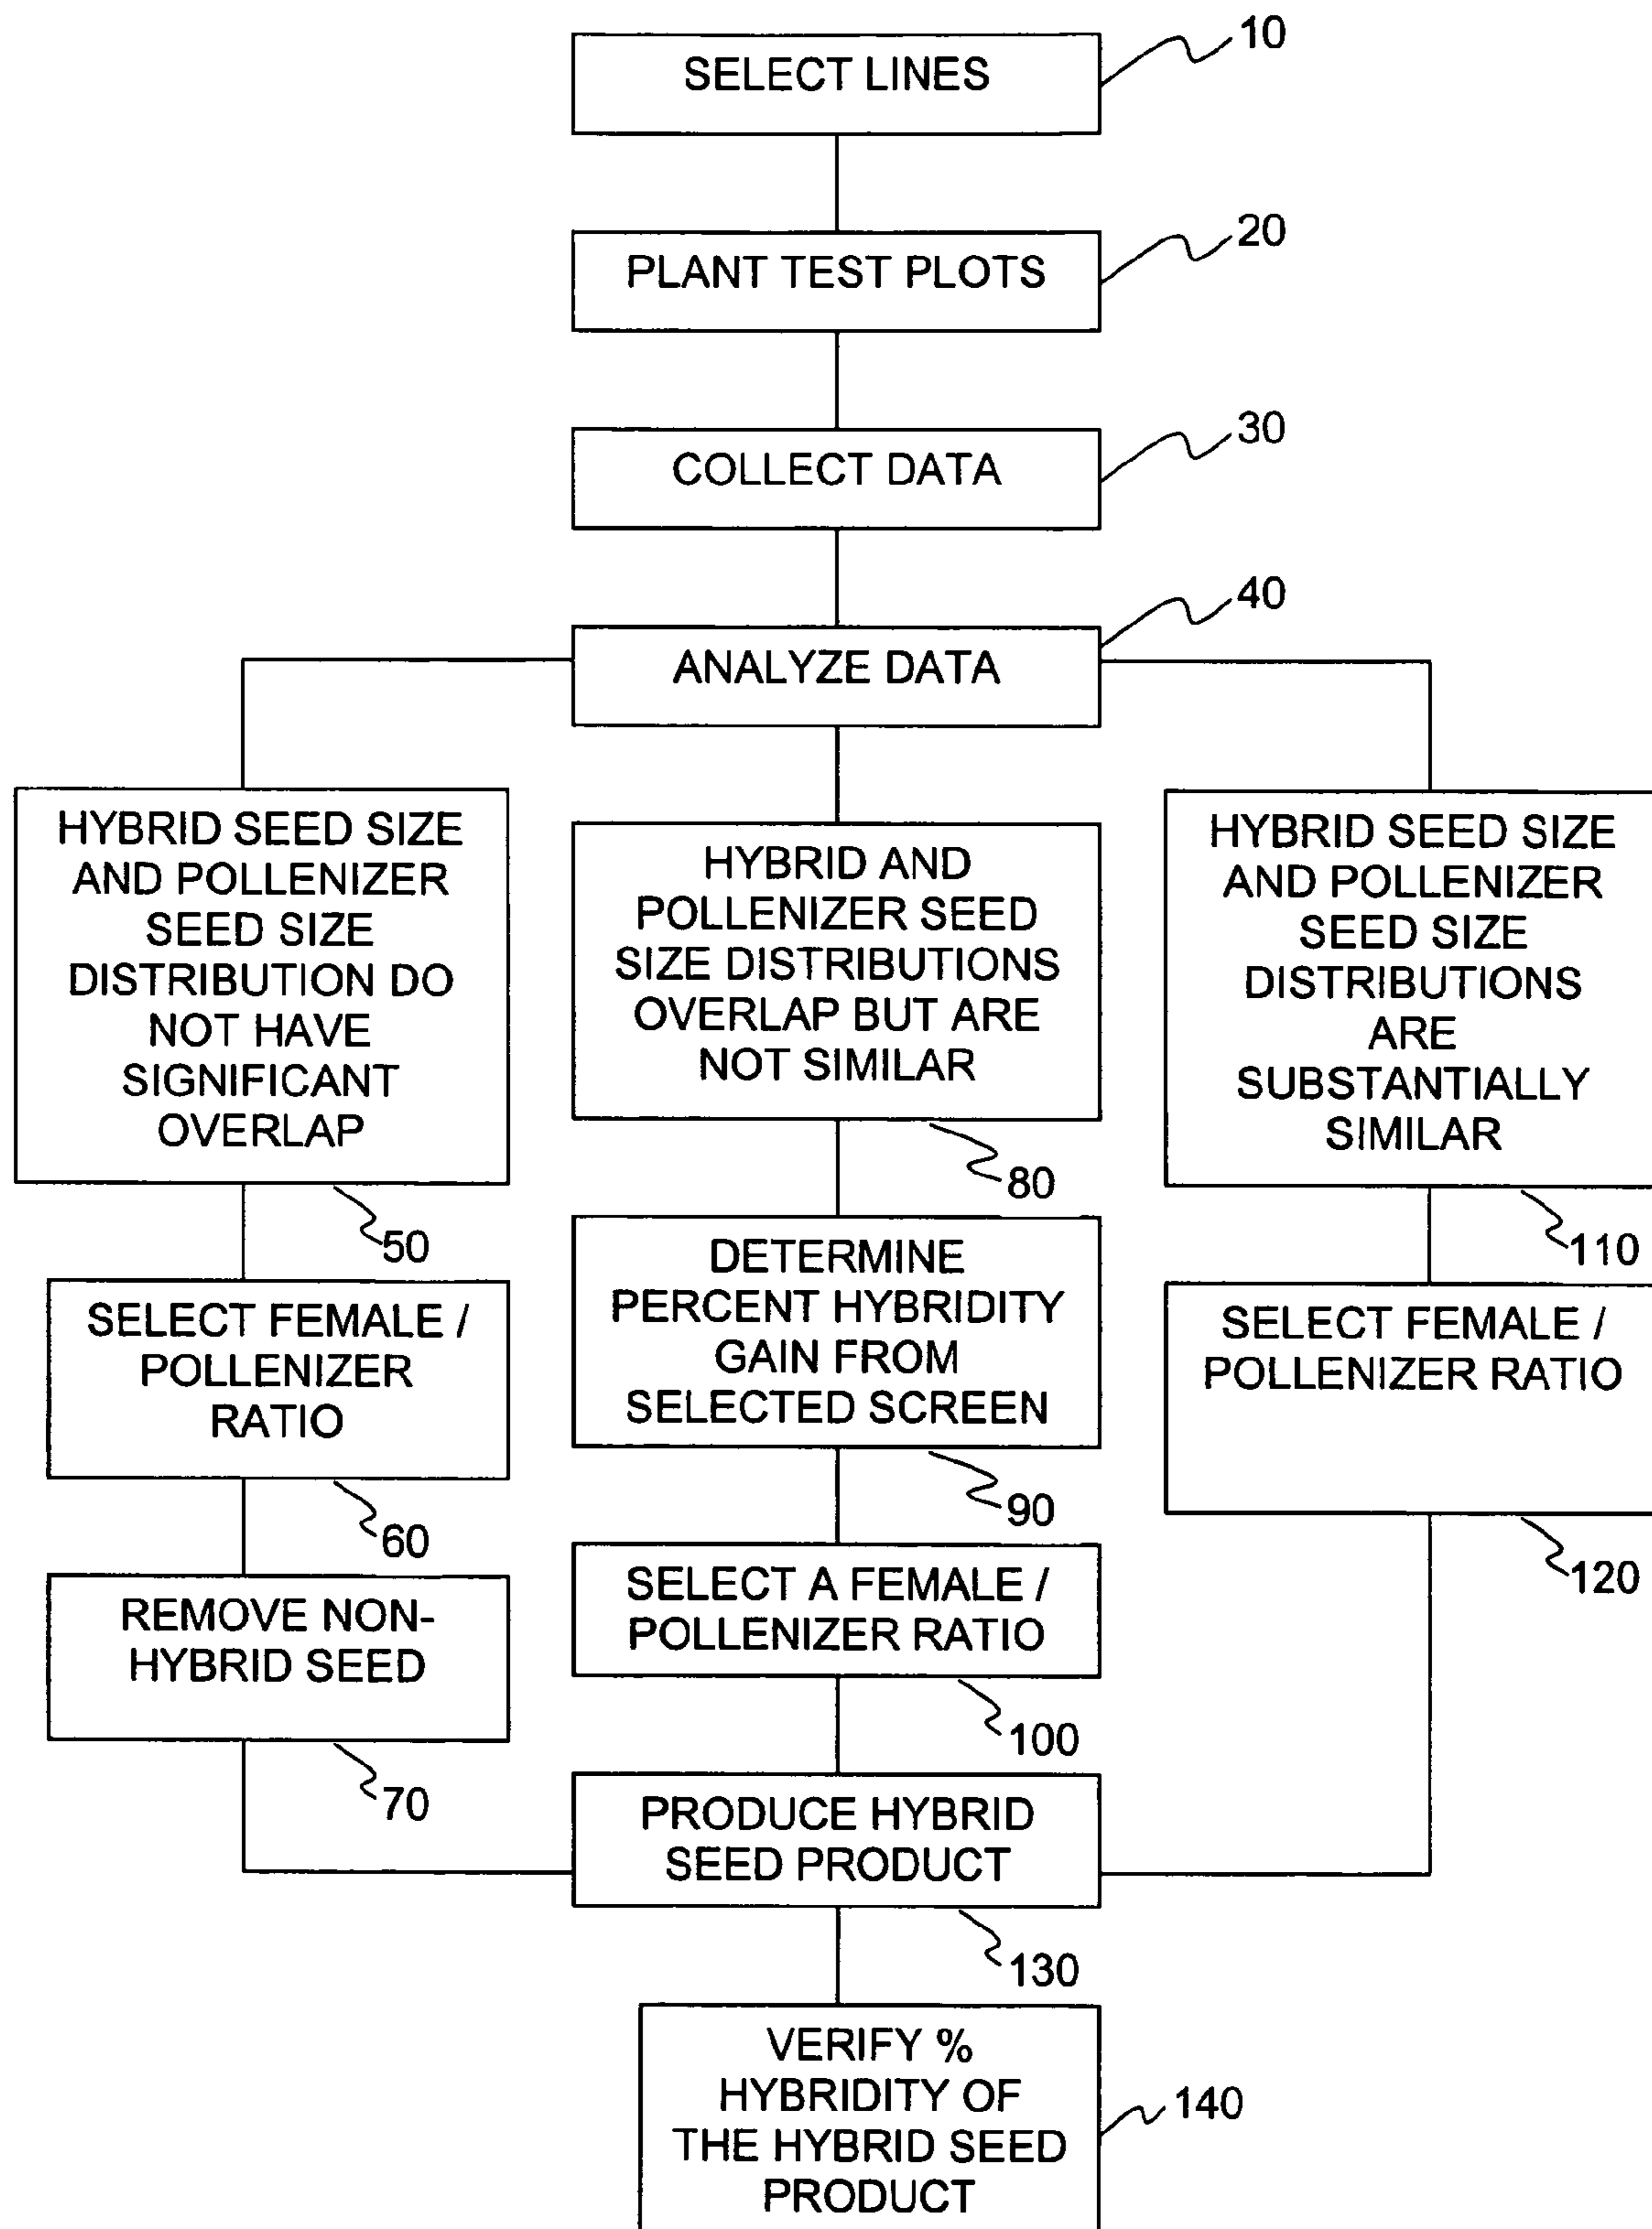 10
SELECT LINES
20
PLANT TEST PLOTS
30
COLLECT DATA
40
ANALYZE DATA
HYBRID SEED SIZE
AND POLLENIZER
SEED SIZE
DISTRIBUTION DO
NOT HAVE
SIGNIFICANT
OVERLAP
50
SELECT FEMALE /
POLLENIZER
RATIO
60
REMOVE NON-
HYBRID SEED
70
HYBRID AND
POLLENIZER SEED
SIZE DISTRIBUTIONS
OVERLAP BUT ARE
NOT SIMILAR
80
DETERMINE
PERCENT HYBRIDITY
GAIN FROM
SELECTED SCREEN
90
SELECT A FEMALE /
POLLENIZER RATIO
100
HYBRID SEED SIZE
AND POLLENIZER
SEED SIZE
DISTRIBUTIONS
ARE
SUBSTANTIALLY
SIMILAR
110
SELECT FEMALE /
POLLENIZER RATIO
120
PRODUCE HYBRID
SEED PRODUCT
130
VERIFY %
HYBRIDITY OF
THE HYBRID SEED
PRODUCT
140